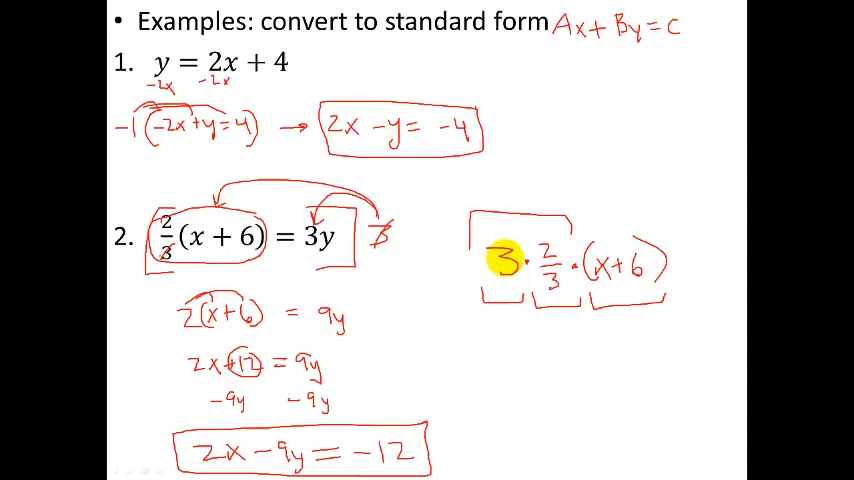 • Examples: convert to standard form Ax + By = C
1. y = 2x + 4
-2x -2x
-1(-2x + y = 4) → 2x - y = -4
2. 2/3 (x + 6) = 3y 3
3 · 2/3 · (x + 6)
2(x + 6) = 9y
2x + 12 = 9y
-9y -9y
2x - 9y = -12